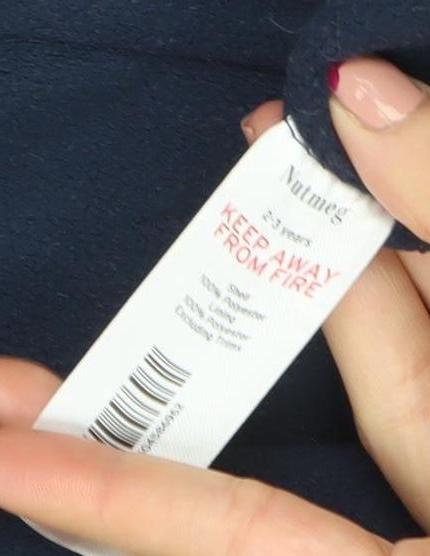 Nutmeg
2-3 years
KEEP AWAY
FROM FIRE
Shell
100% Polyester
Lining
100% Polyester
Excluding Trims